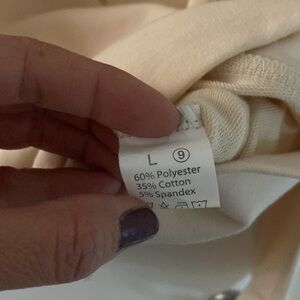 L ⑨
60% Polyester
35% Cotton
5% Spandex